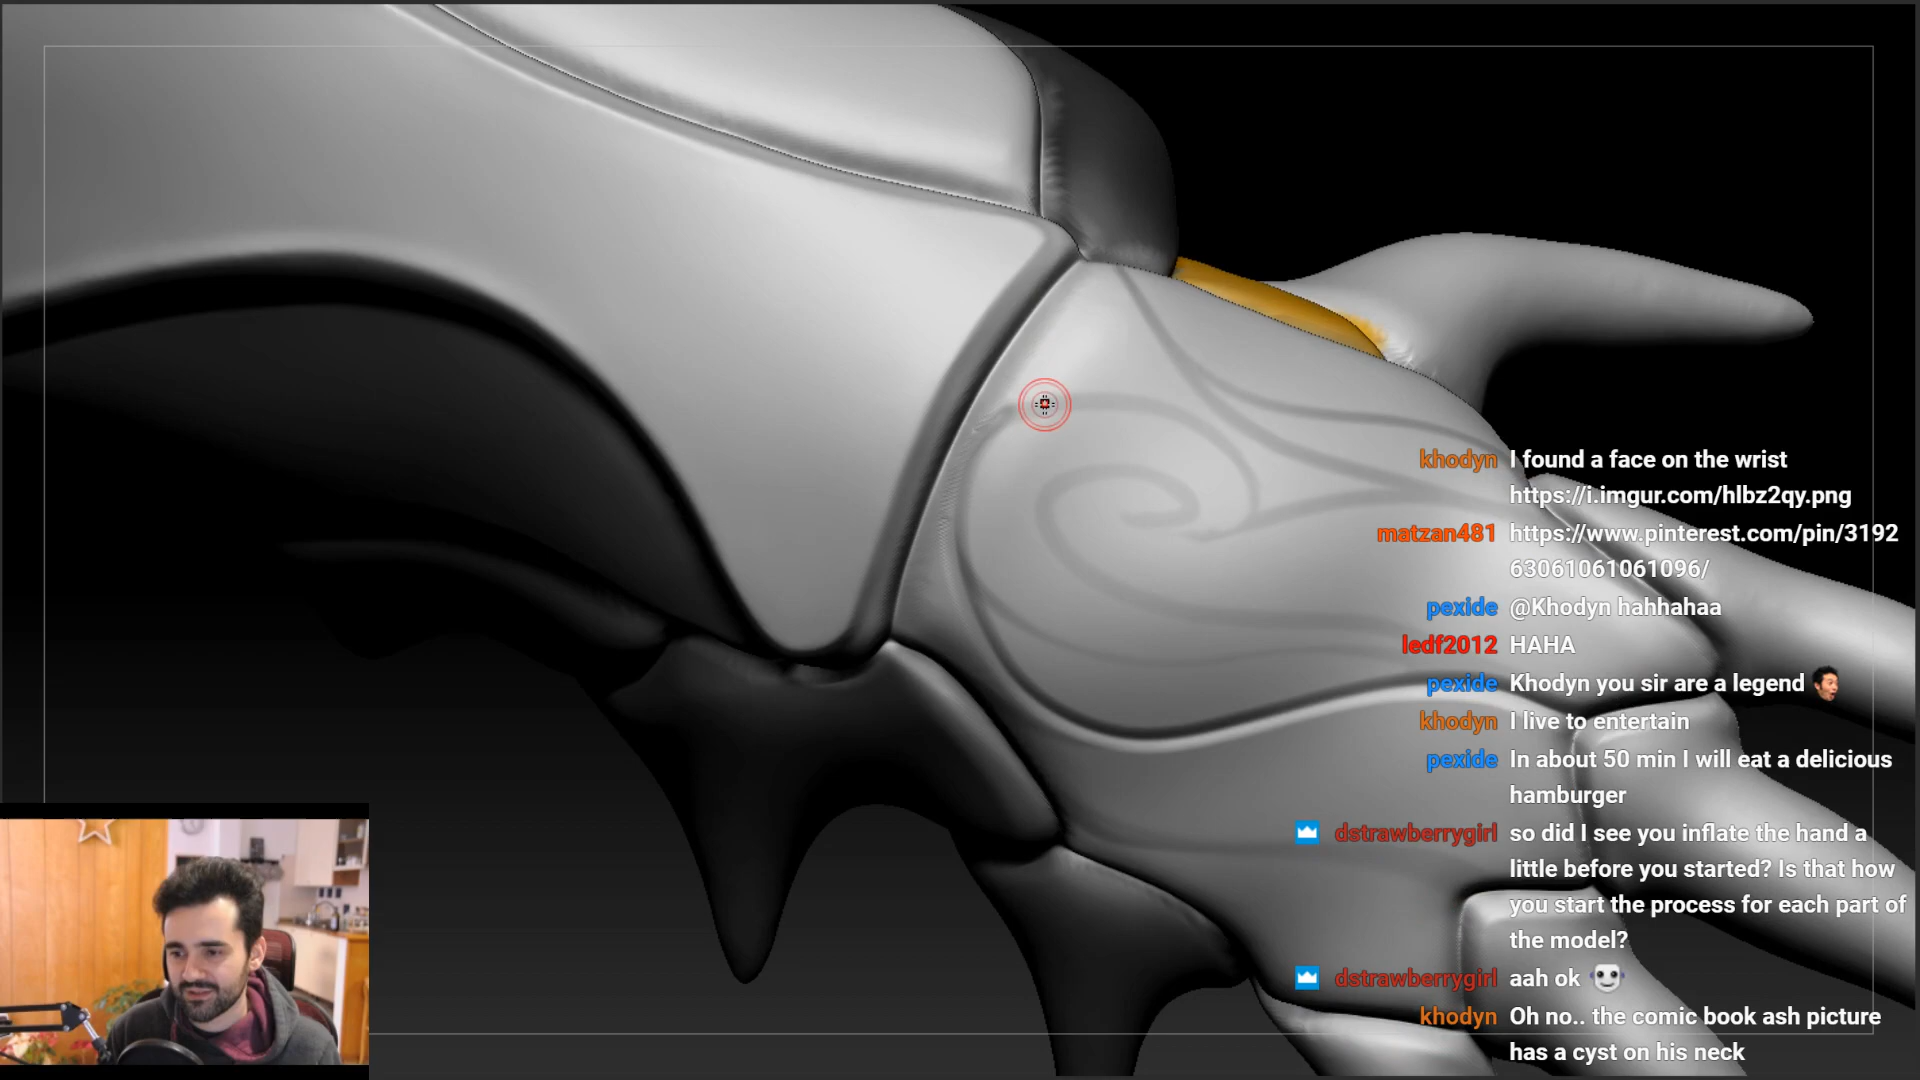 khodyn I found a face on the wrist
https://i.imgur.com/hlbz2qy.png
matzan481 https://www.pinterest.com/pin/3192
63061061061096/
pexide @Khodyn hahhahaa
ledf2012 HAHA
pexide Khodyn you sir are a legend
khodyn I live to entertain
pexide In about 50 min I will eat a delicious
hamburger
dstrawberrygirl so did I see you inflate the hand a
little before you started? Is that how
you start the process for each part of
the model?
dstrawberrygirl aah ok
khodyn Oh no.. the comic book ash picture
has a cyst on his neck